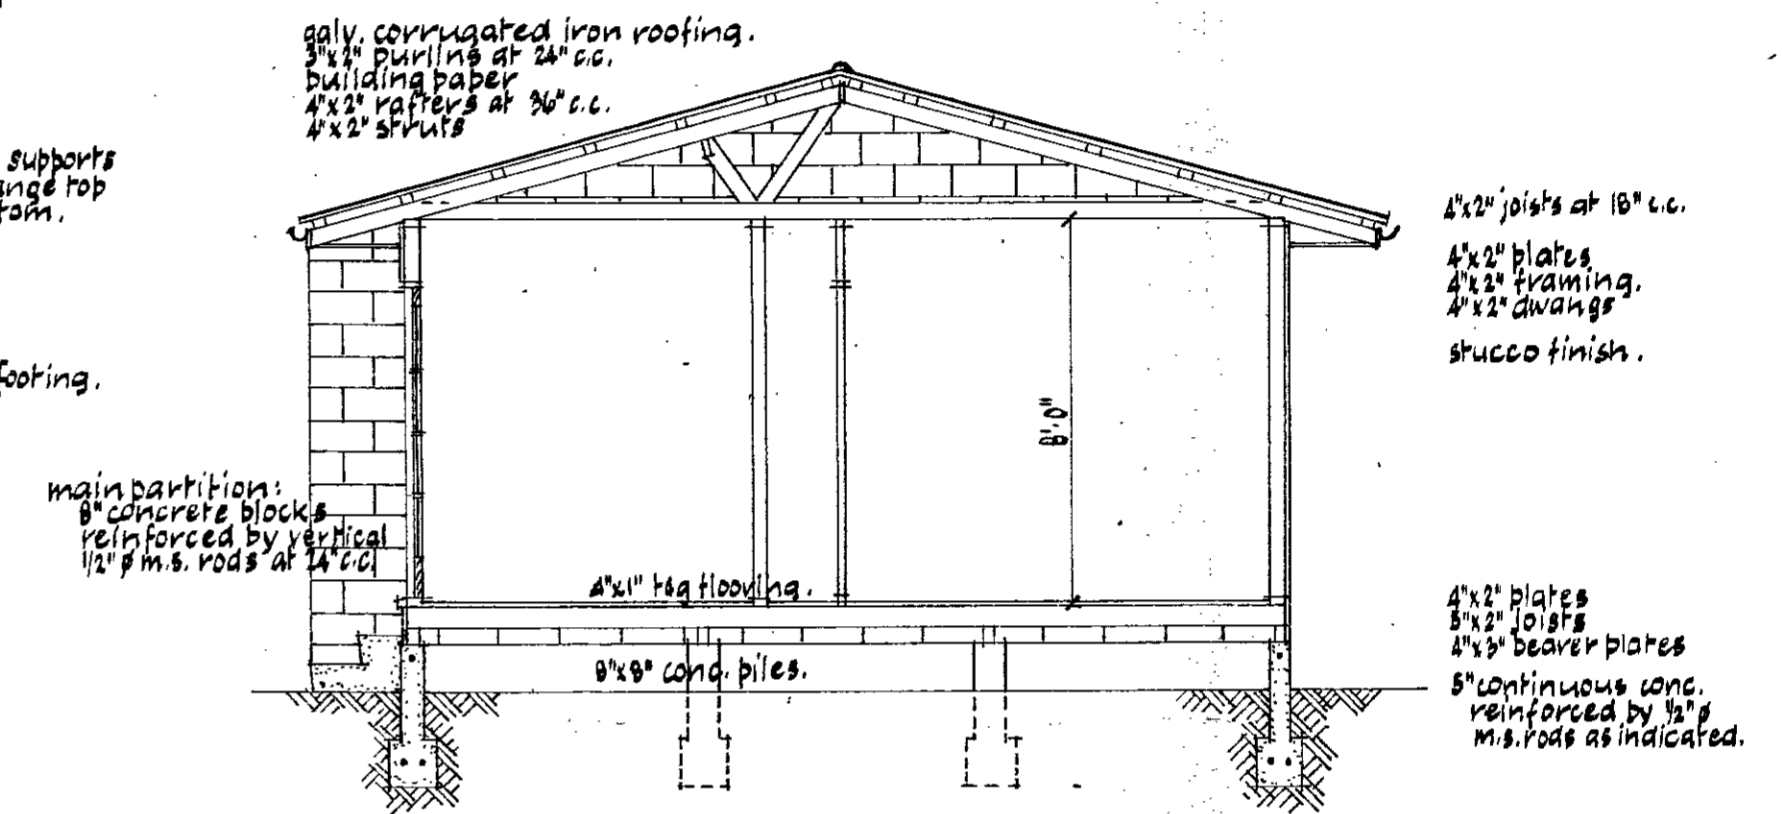 galv. corrugated iron roofing.
3"x2" purlins at 24" c.c.
building paper
4"x2" rafters at 36" c.c.
4"x2" struts
supports
top
footing.
main partition:
8" concrete blocks
reinforced by vertical
1/2" ø m.s. rods at 24" c.c.
4"x1" t&g flooring.
8"x8" conc. piles.
8'.0"
4"x2" joists at 18" c.c.
4"x2" plates
4"x2" framing.
4"x2" dwangs
stucco finish.
4"x2" plates
5"x2" joists
4"x3" bearer plates
5" continuous conc.
reinforced by 1/2" ø
m.s. rods as indicated.